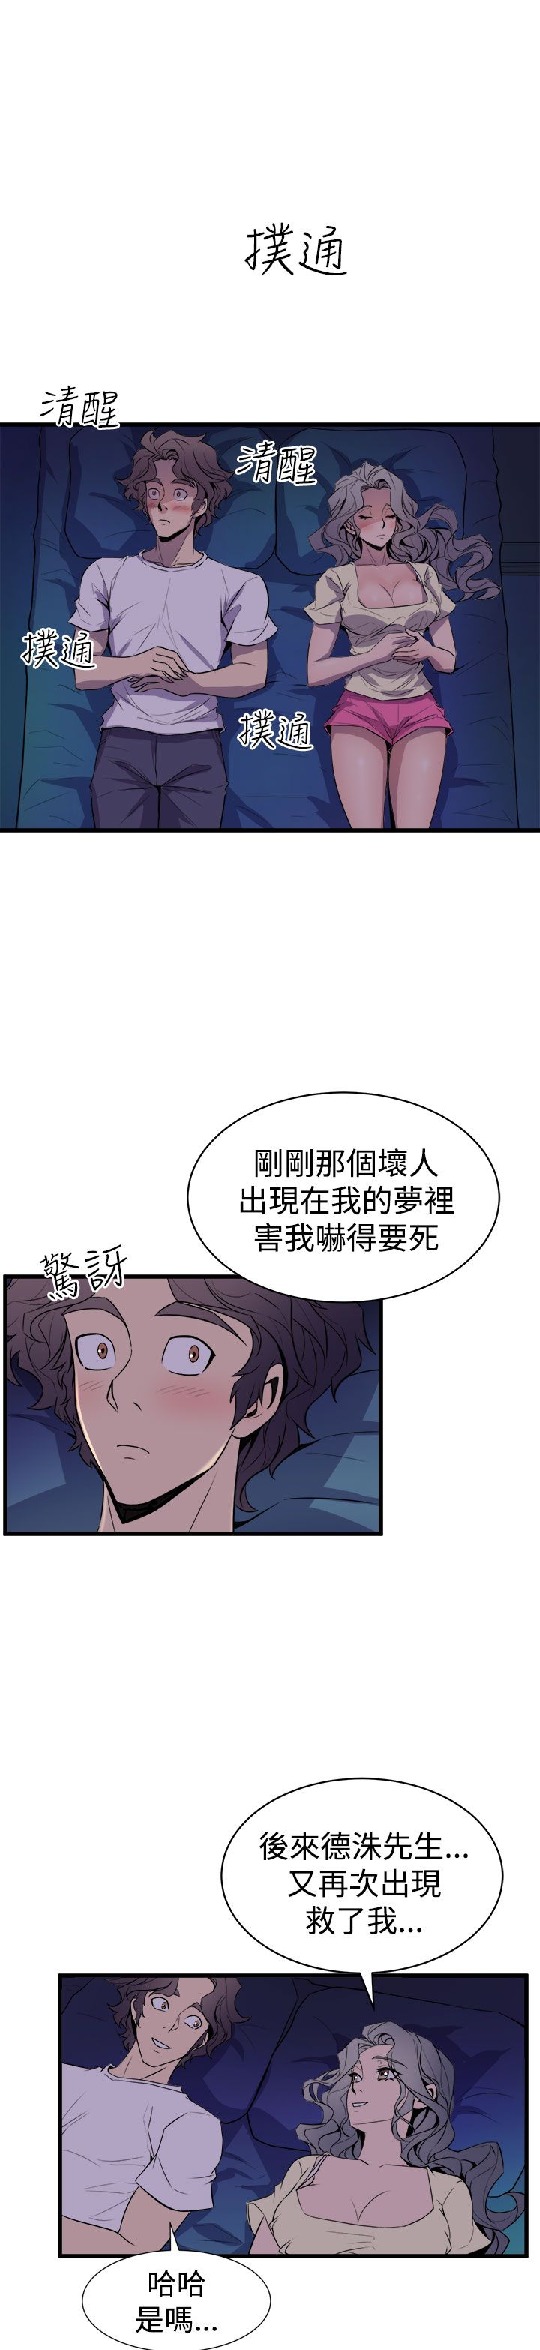 撲通
清醒
清醒
撲通
撲通
剛剛那個壞人
出現在我的夢裡
害我嚇得要死
驚訝
後來德洙先生...
又再次出現
救了我...
哈哈
是嗎...